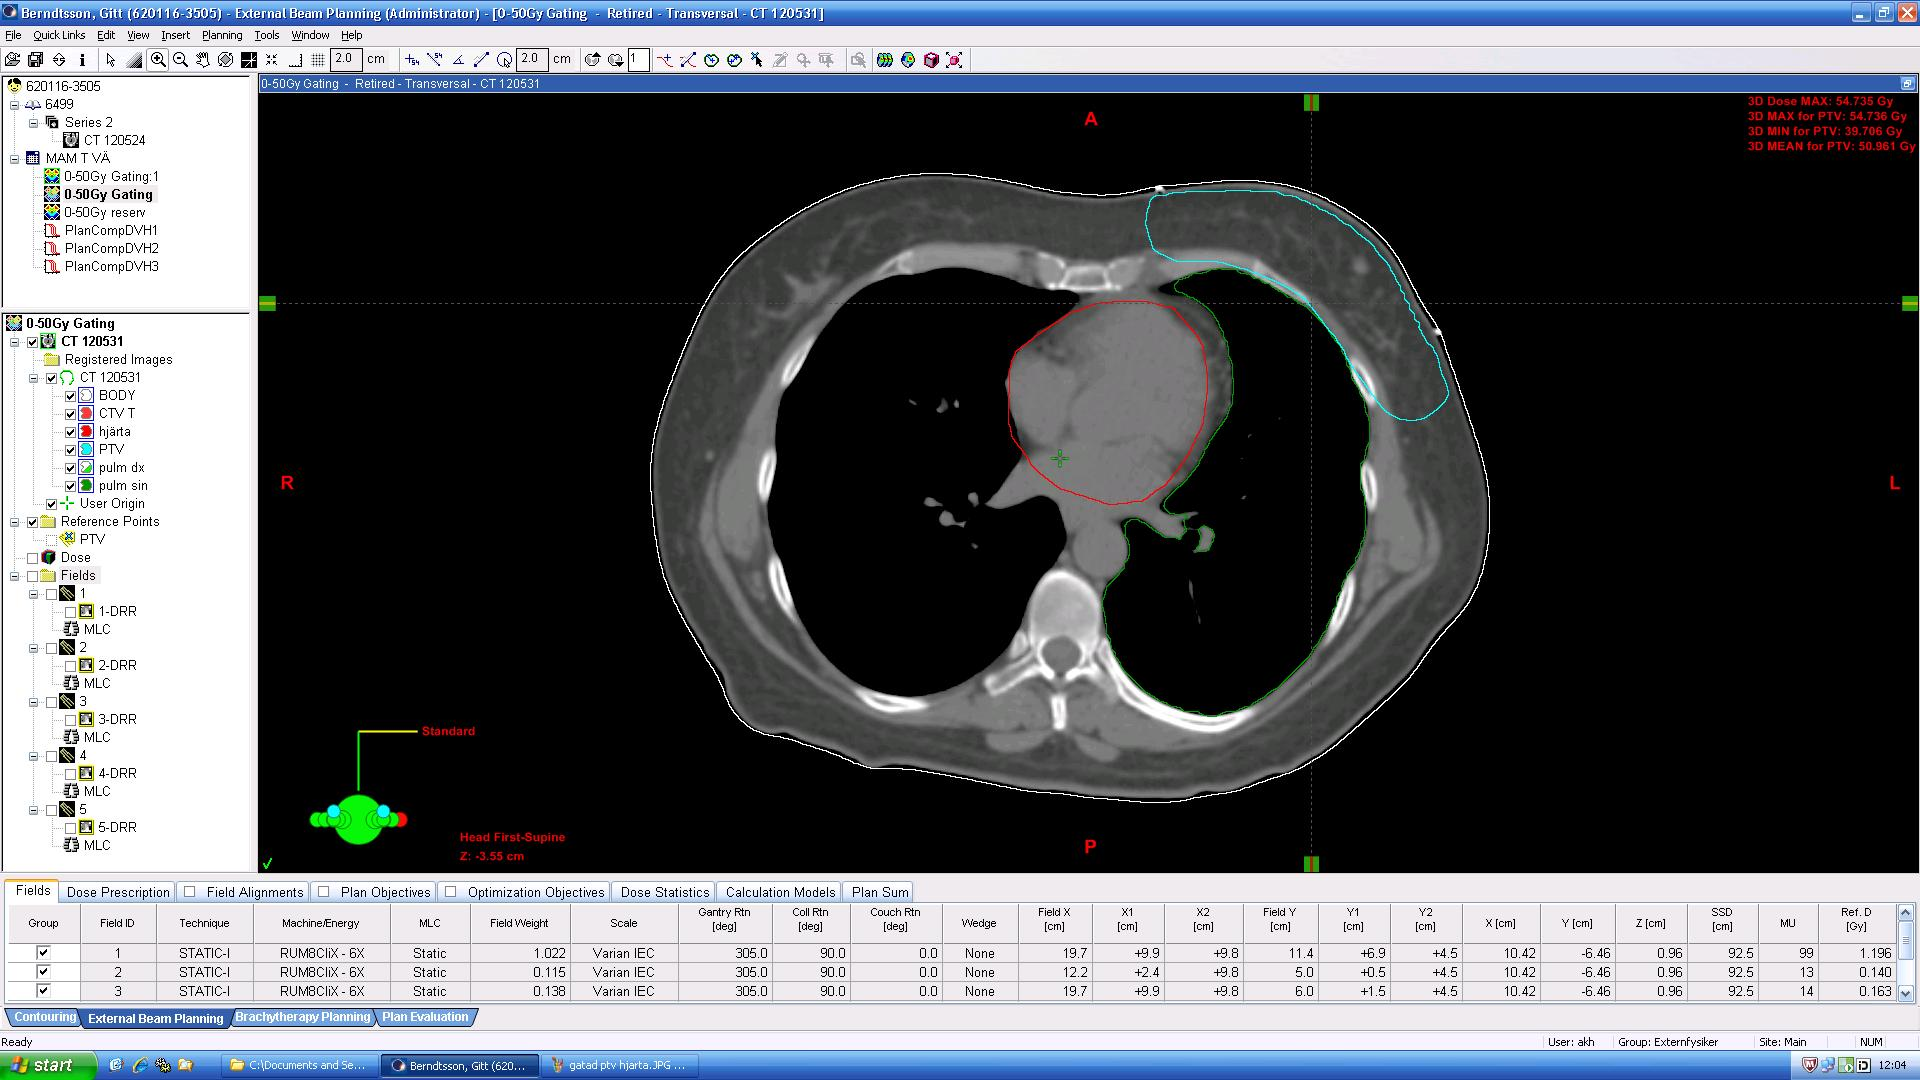 Berndtsson, Gitt (620116-3505) - External Beam Planning (Administrator) - [0-50Gy Gating - Retired - Transversal - CT 120531]
File Quick Links Edit View Insert Planning Tools Window Help
2.0 cm 2.0 cm 1
620116-3505
6499
Series 2
CT 120524
MAM T VÄ
0-50Gy Gating:1
0-50Gy Gating
0-50Gy reserv
PlanCompDVH1
PlanCompDVH2
PlanCompDVH3
0-50Gy Gating
CT 120531
Registered Images
CT 120531
BODY
CTV T
hjärta
PTV
pulm dx
pulm sin
User Origin
Reference Points
PTV
Dose
Fields
1
1-DRR
MLC
2
2-DRR
MLC
3
3-DRR
MLC
4
4-DRR
MLC
5
5-DRR
MLC
0-50Gy Gating - Retired - Transversal - CT 120531
3D Dose MAX: 54.735 Gy
3D MAX for PTV: 54.736 Gy
3D MIN for PTV: 39.706 Gy
3D MEAN for PTV: 50.961 Gy
A
R
L
P
Standard
Head First-Supine
Z: -3.55 cm
Fields Dose Prescription Field Alignments Plan Objectives Optimization Objectives Dose Statistics Calculation Models Plan Sum
Group Field ID Technique Machine/Energy MLC Field Weight Scale Gantry Rtn [deg] Coll Rtn [deg] Couch Rtn [deg] Wedge Field X [cm] X1 [cm] X2 [cm] Field Y [cm] Y1 [cm] Y2 [cm] X [cm] Y [cm] Z [cm] SSD [cm] MU Ref. D [Gy]
1 STATIC-I RUM8CliX - 6X Static 1.022 Varian IEC 305.0 90.0 0.0 None 19.7 +9.9 +9.8 11.4 +6.9 +4.5 10.42 -6.46 0.96 92.5 99 1.196
2 STATIC-I RUM8CliX - 6X Static 0.115 Varian IEC 305.0 90.0 0.0 None 12.2 +2.4 +9.8 5.0 +0.5 +4.5 10.42 -6.46 0.96 92.5 13 0.140
3 STATIC-I RUM8CliX - 6X Static 0.138 Varian IEC 305.0 90.0 0.0 None 19.7 +9.9 +9.8 6.0 +1.5 +4.5 10.42 -6.46 0.96 92.5 14 0.163
Contouring External Beam Planning Brachytherapy Planning Plan Evaluation
Ready User: akh Group: Externfysiker Site: Main NUM
start C:\Documents and Se... Berndtsson, Gitt (620... gatad ptv hjarta.JPG ... 12:04